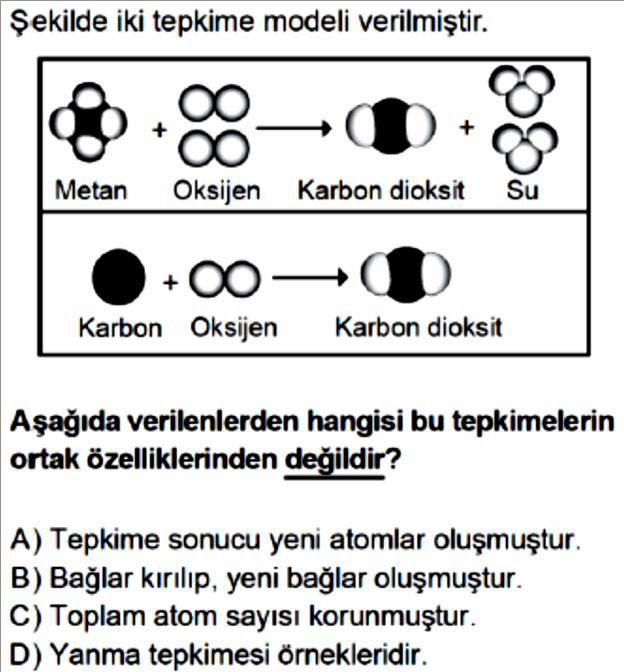 Şekilde iki tepkime modeli verilmiştir.
+ +
Metan Oksijen Karbon dioksit Su
+
Karbon Oksijen Karbon dioksit
Aşağıda verilenlerden hangisi bu tepkimelerin
ortak özelliklerinden değildir?
A) Tepkime sonucu yeni atomlar oluşmuştur.
B) Bağlar kırılıp, yeni bağlar oluşmuştur.
C) Toplam atom sayısı korunmuştur.
D) Yanma tepkimesi örnekleridir.